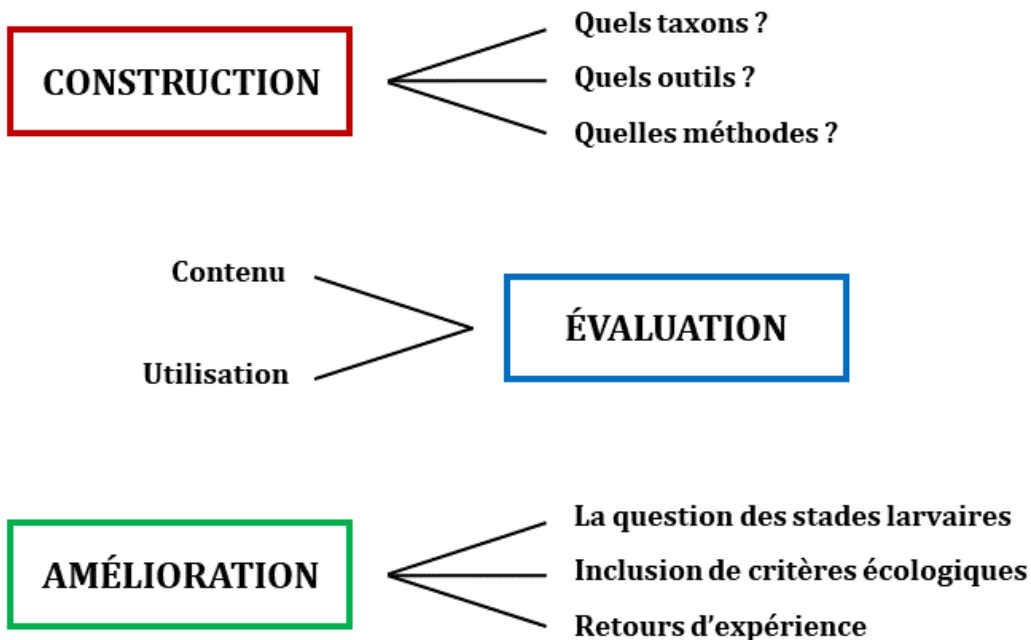 CONSTRUCTION
Quels taxons ?
Quels outils ?
Quelles méthodes ?
Contenu
Utilisation
ÉVALUATION
AMÉLIORATION
La question des stades larvaires
Inclusion de critères écologiques
Retours d'expérience